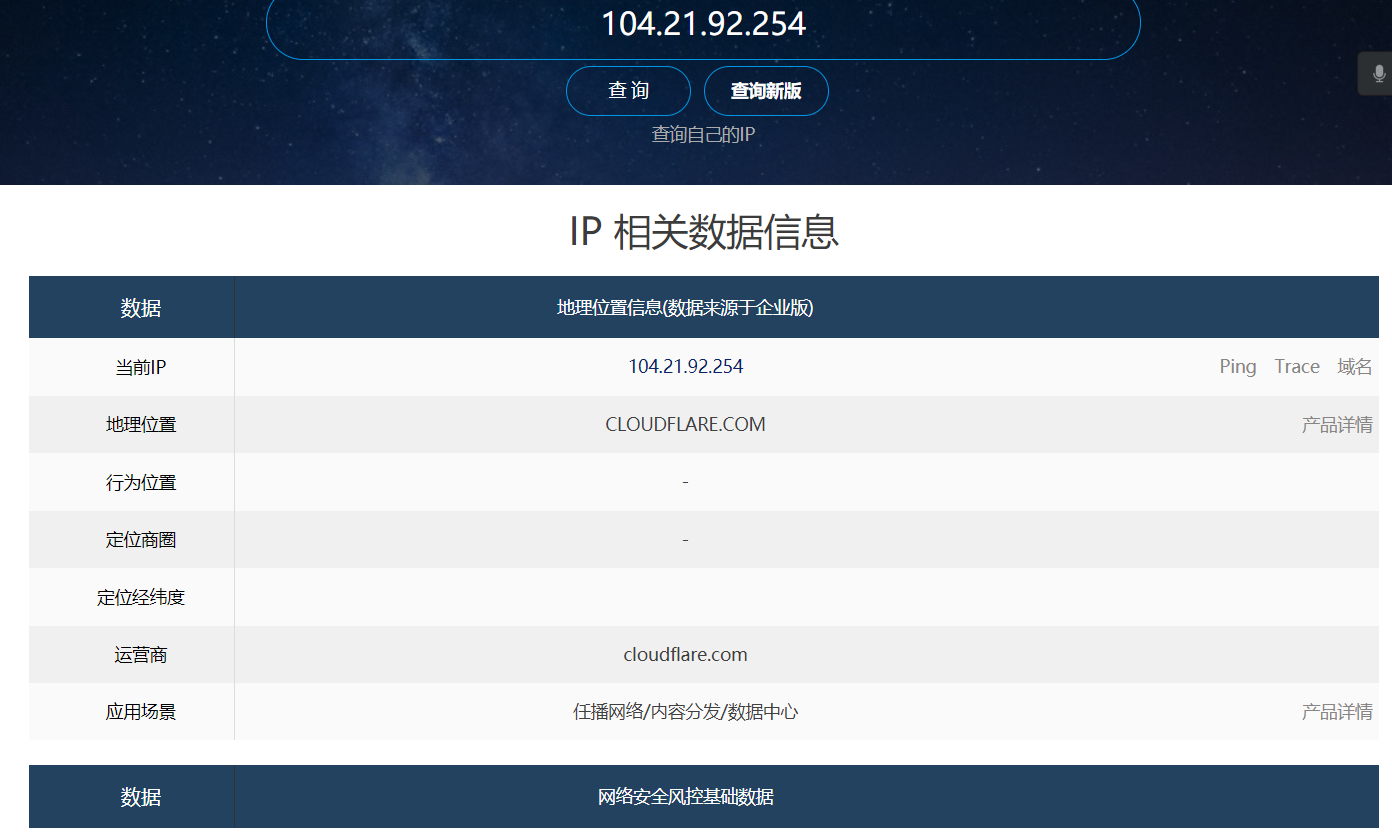 104.21.92.254
查 询 查询新版
查询自己的IP
IP 相关数据信息
数据 地理位置信息(数据来源于企业版)
当前IP 104.21.92.254 Ping Trace 域名
地理位置 CLOUDFLARE.COM 产品详情
行为位置 -
定位商圈 -
定位经纬度
运营商 cloudflare.com
应用场景 任播网络/内容分发/数据中心 产品详情
数据 网络安全风控基础数据